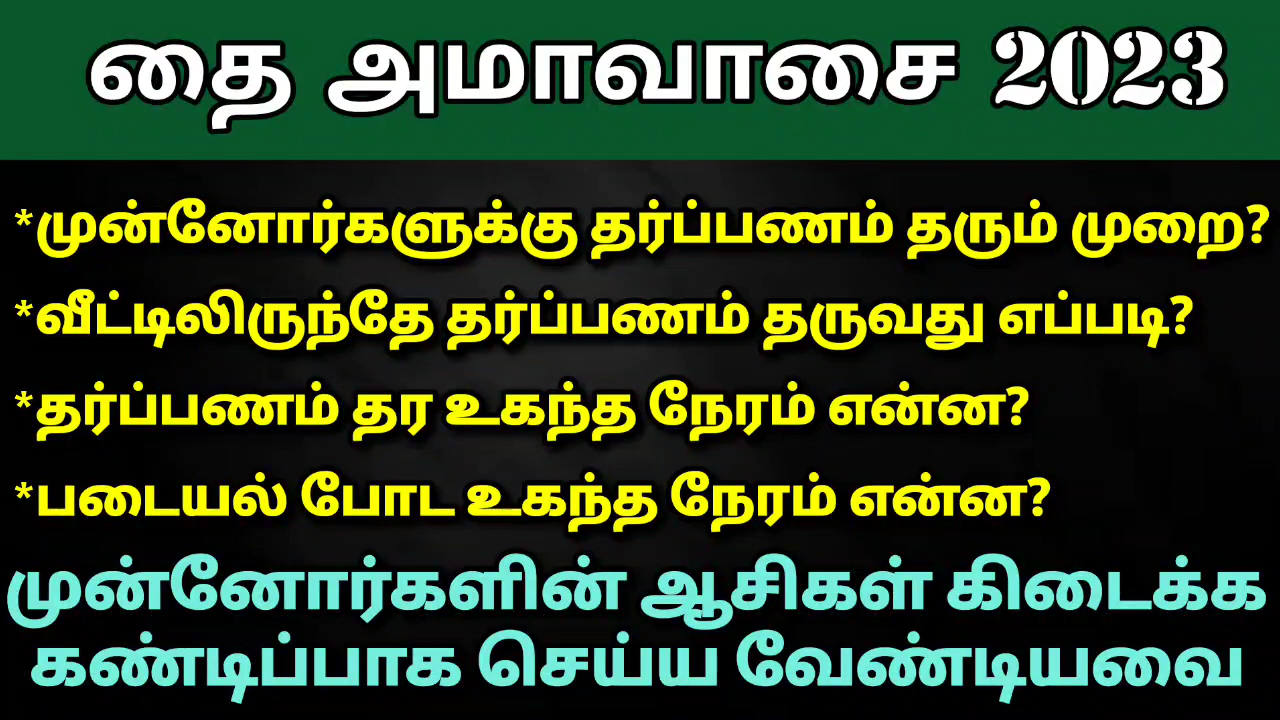 தை அமாவாசை 2023
*முன்னோர்களுக்கு தர்ப்பணம் தரும் முறை?
*வீட்டிலிருந்தே தர்ப்பணம் தருவது எப்படி?
*தர்ப்பணம் தர உகந்த நேரம் என்ன?
*படையல் போட உகந்த நேரம் என்ன?
முன்னோர்களின் ஆசிகள் கிடைக்க
கண்டிப்பாக செய்ய வேண்டியவை